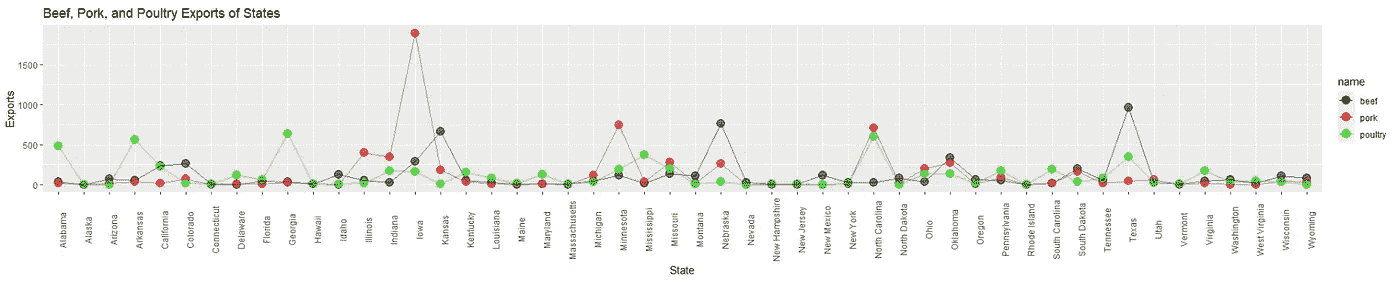 Beef, Pork, and Poultry Exports of States
Exports
1500
1000
500
0
name
beef
pork
poultry
Alabama
Alaska
Arizona
Arkansas
California
Colorado
Connecticut
Delaware
Florida
Georgia
Hawaii
Idaho
Illinois
Indiana
Iowa
Kansas
Kentucky
Louisiana
Maine
Maryland
Massachusetts
Michigan
Minnesota
Mississippi
Missouri
Montana
Nebraska
Nevada
New Hampshire
New Jersey
New Mexico
New York
North Carolina
North Dakota
Ohio
Oklahoma
Oregon
Pennsylvania
Rhode Island
South Carolina
South Dakota
Tennessee
Texas
Utah
Vermont
Virginia
Washington
West Virginia
Wisconsin
Wyoming
State